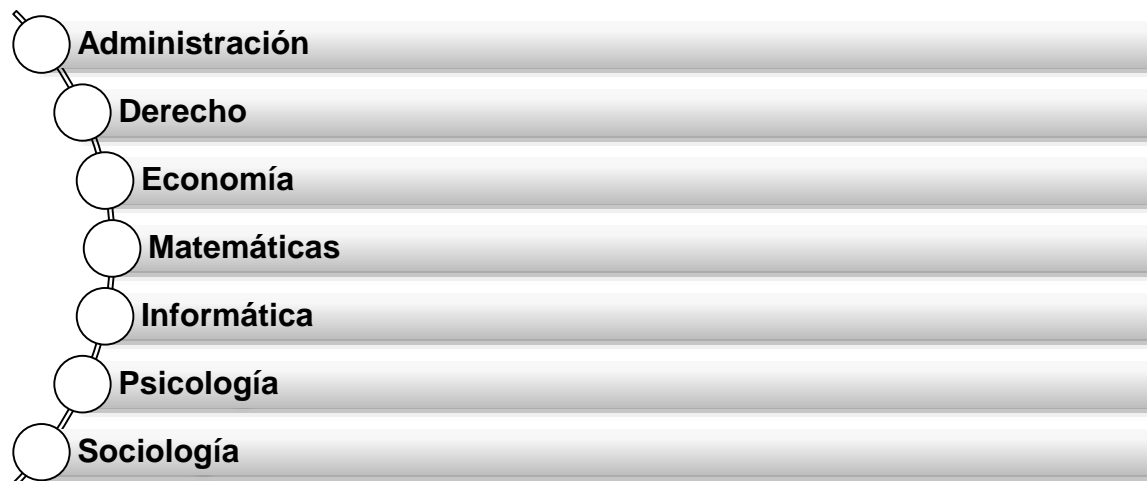 Administración
Derecho
Economía
Matemáticas
Informática
Psicología
Sociología